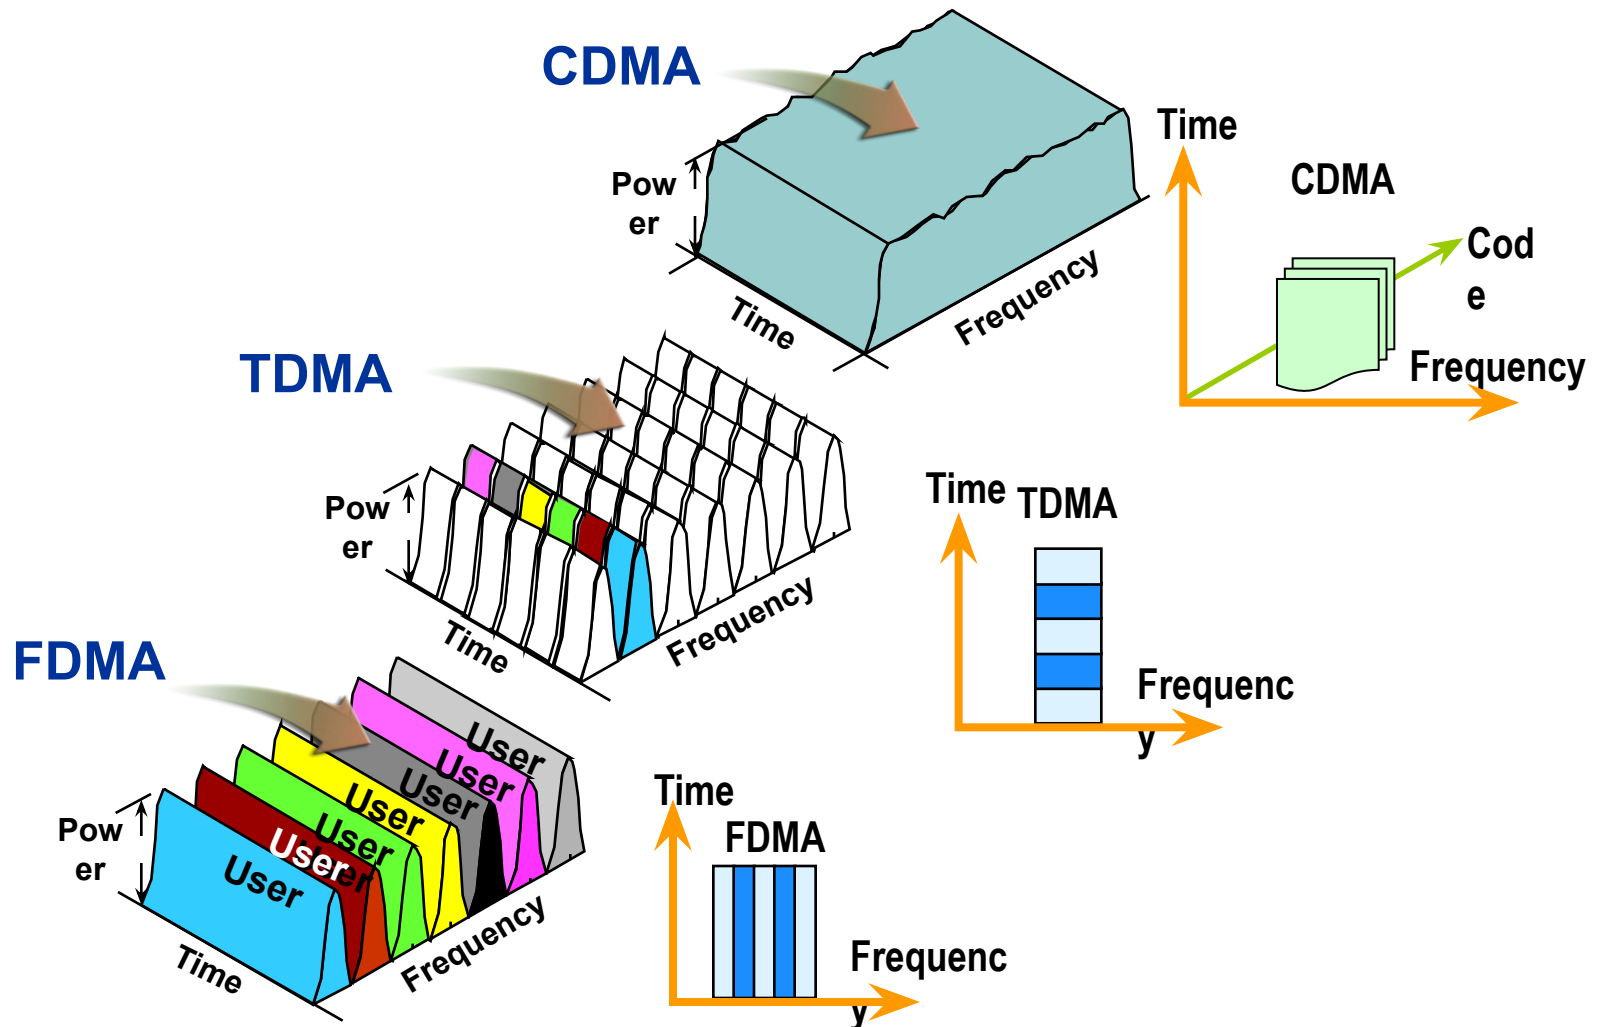 CDMA
Pow
er
Time
Frequency
Time
CDMA
Cod
e
Frequency
TDMA
Pow
er
Time
Frequency
Time
TDMA
Frequenc
y
FDMA
Pow
er
User
User
User
User
User
User
User
Time
Frequency
Time
FDMA
Frequenc
y